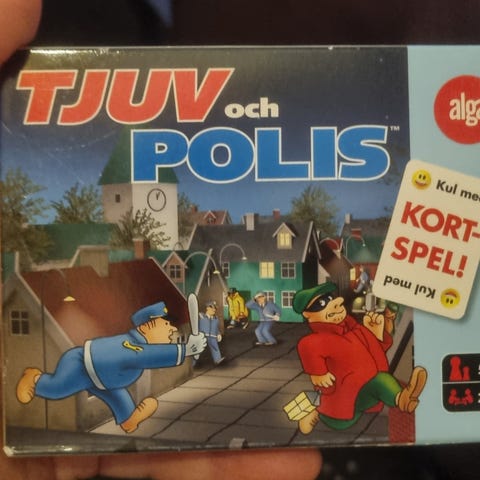 TJUV och
POLIS™
alga
Kul med
KORT-
SPEL!
Kul med